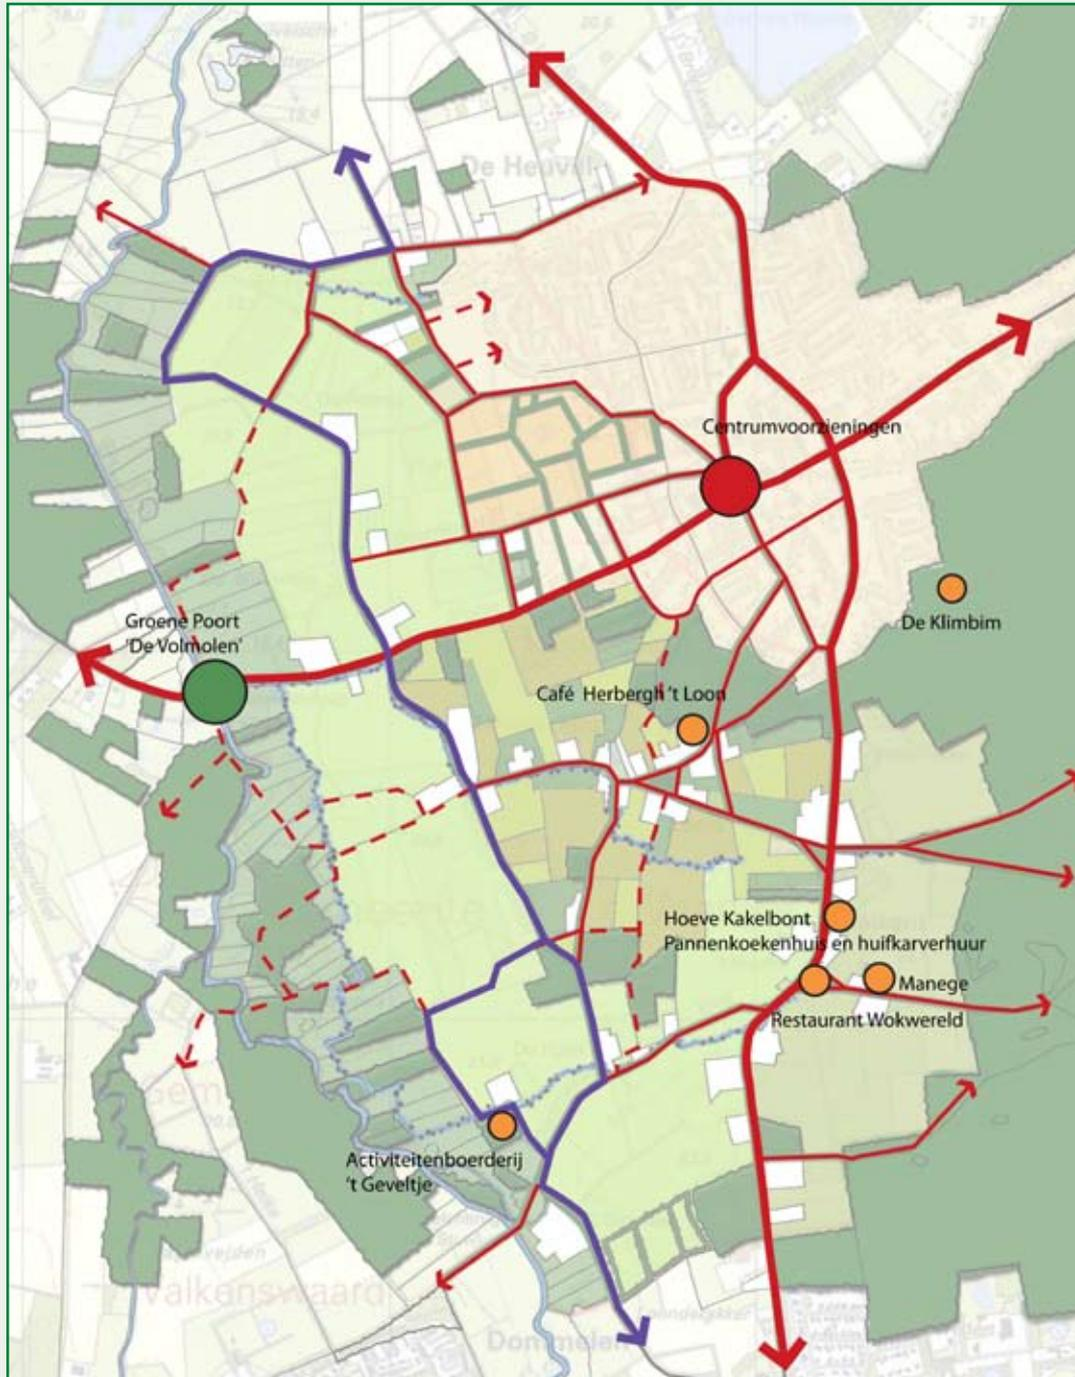 De Heuvel
Centrumvoorzieningen
De Klimbim
Groene Poort
'De Volmolen'
Café Herbergh 't Loon
Hoeve Kakelbont
Pannenkoekenhuis en huifkarverhuur
Manege
Restaurant Wokwereld
Activiteitenboerderij
't Geveltje
Valkenswaard
Dommelen